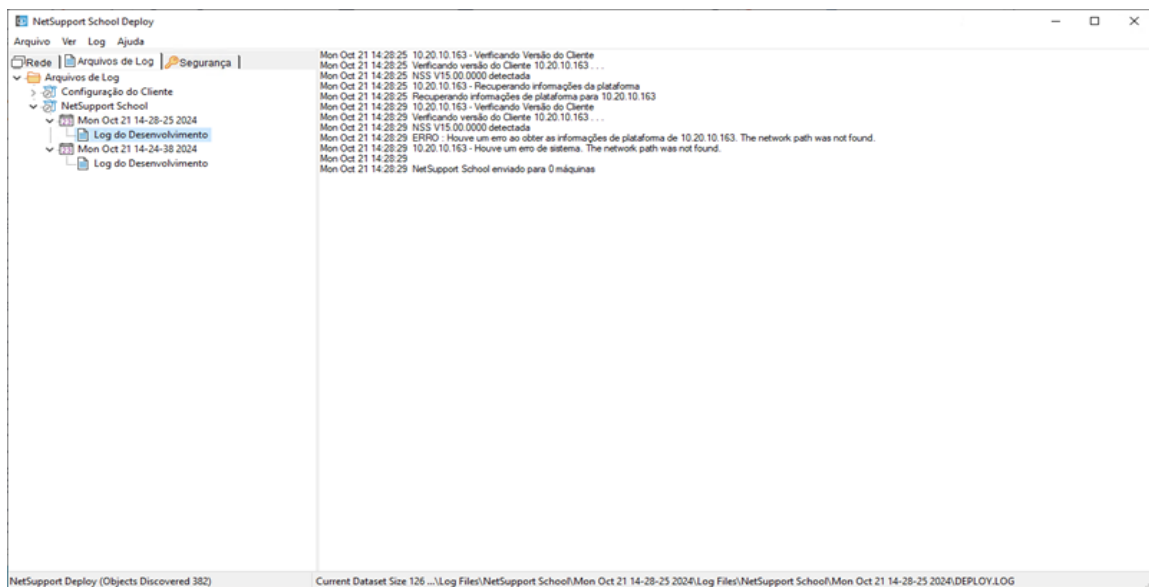 NetSupport School Deploy
Arquivo Ver Log Ajuda
Rede Arquivos de Log Segurança
Arquivos de Log
Configuração do Cliente
NetSupport School
Mon Oct 21 14-28-25 2024
Log do Desenvolvimento
Mon Oct 21 14-24-38 2024
Log do Desenvolvimento
Mon Oct 21 14:28:25 10.20.10.163 - Verificando Versão do Cliente
Mon Oct 21 14:28:25 Verificando versão do Cliente 10.20.10.163 . . .
Mon Oct 21 14:28:25 NSS V15.00.0000 detectada
Mon Oct 21 14:28:25 10.20.10.163 - Recuperando informações da plataforma
Mon Oct 21 14:28:25 Recuperando informações de plataforma para 10.20.10.163
Mon Oct 21 14:28:29 10.20.10.163 - Verificando Versão do Cliente
Mon Oct 21 14:28:29 Verificando versão do Cliente 10.20.10.163 . . .
Mon Oct 21 14:28:29 NSS V15.00.0000 detectada
Mon Oct 21 14:28:29 ERRO : Houve um erro ao obter as informações de plataforma de 10.20.10.163. The network path was not found.
Mon Oct 21 14:28:29 10.20.10.163 - Houve um erro de sistema. The network path was not found.
Mon Oct 21 14:28:29
Mon Oct 21 14:28:29 NetSupport School enviado para 0 máquinas
NetSupport Deploy (Objects Discovered 382)
Current Dataset Size 126 ...\Log Files\NetSupport School\Mon Oct 21 14-28-25 2024\Log Files\NetSupport School\Mon Oct 21 14-28-25 2024\DEPLOY.LOG